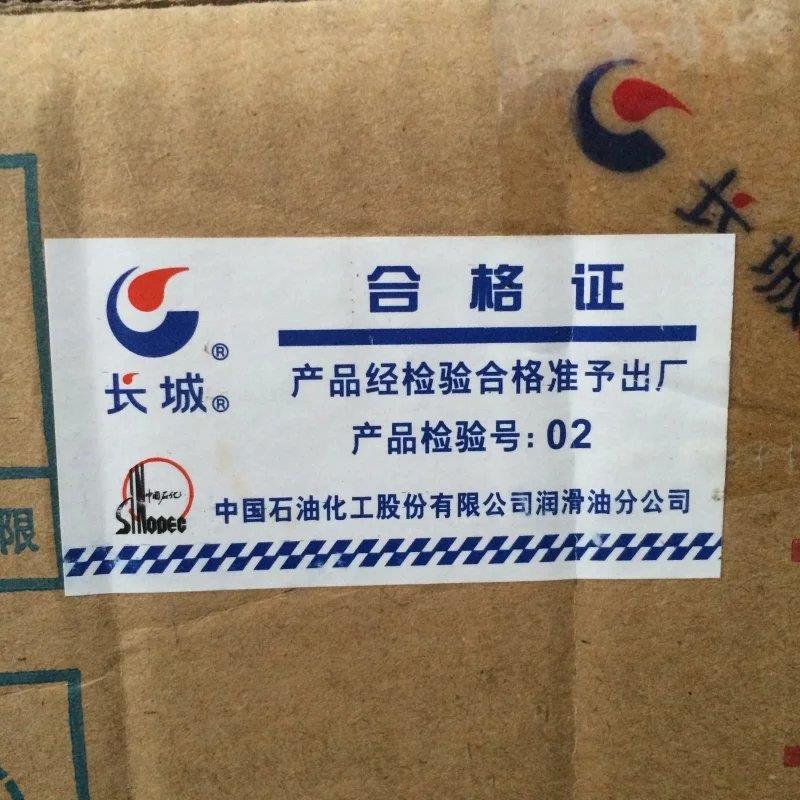 长城
合格证
®
长城®
产品经检验合格准予出厂
产品检验号：02
中国石化
SINOPEC
中国石油化工股份有限公司润滑油分公司
限